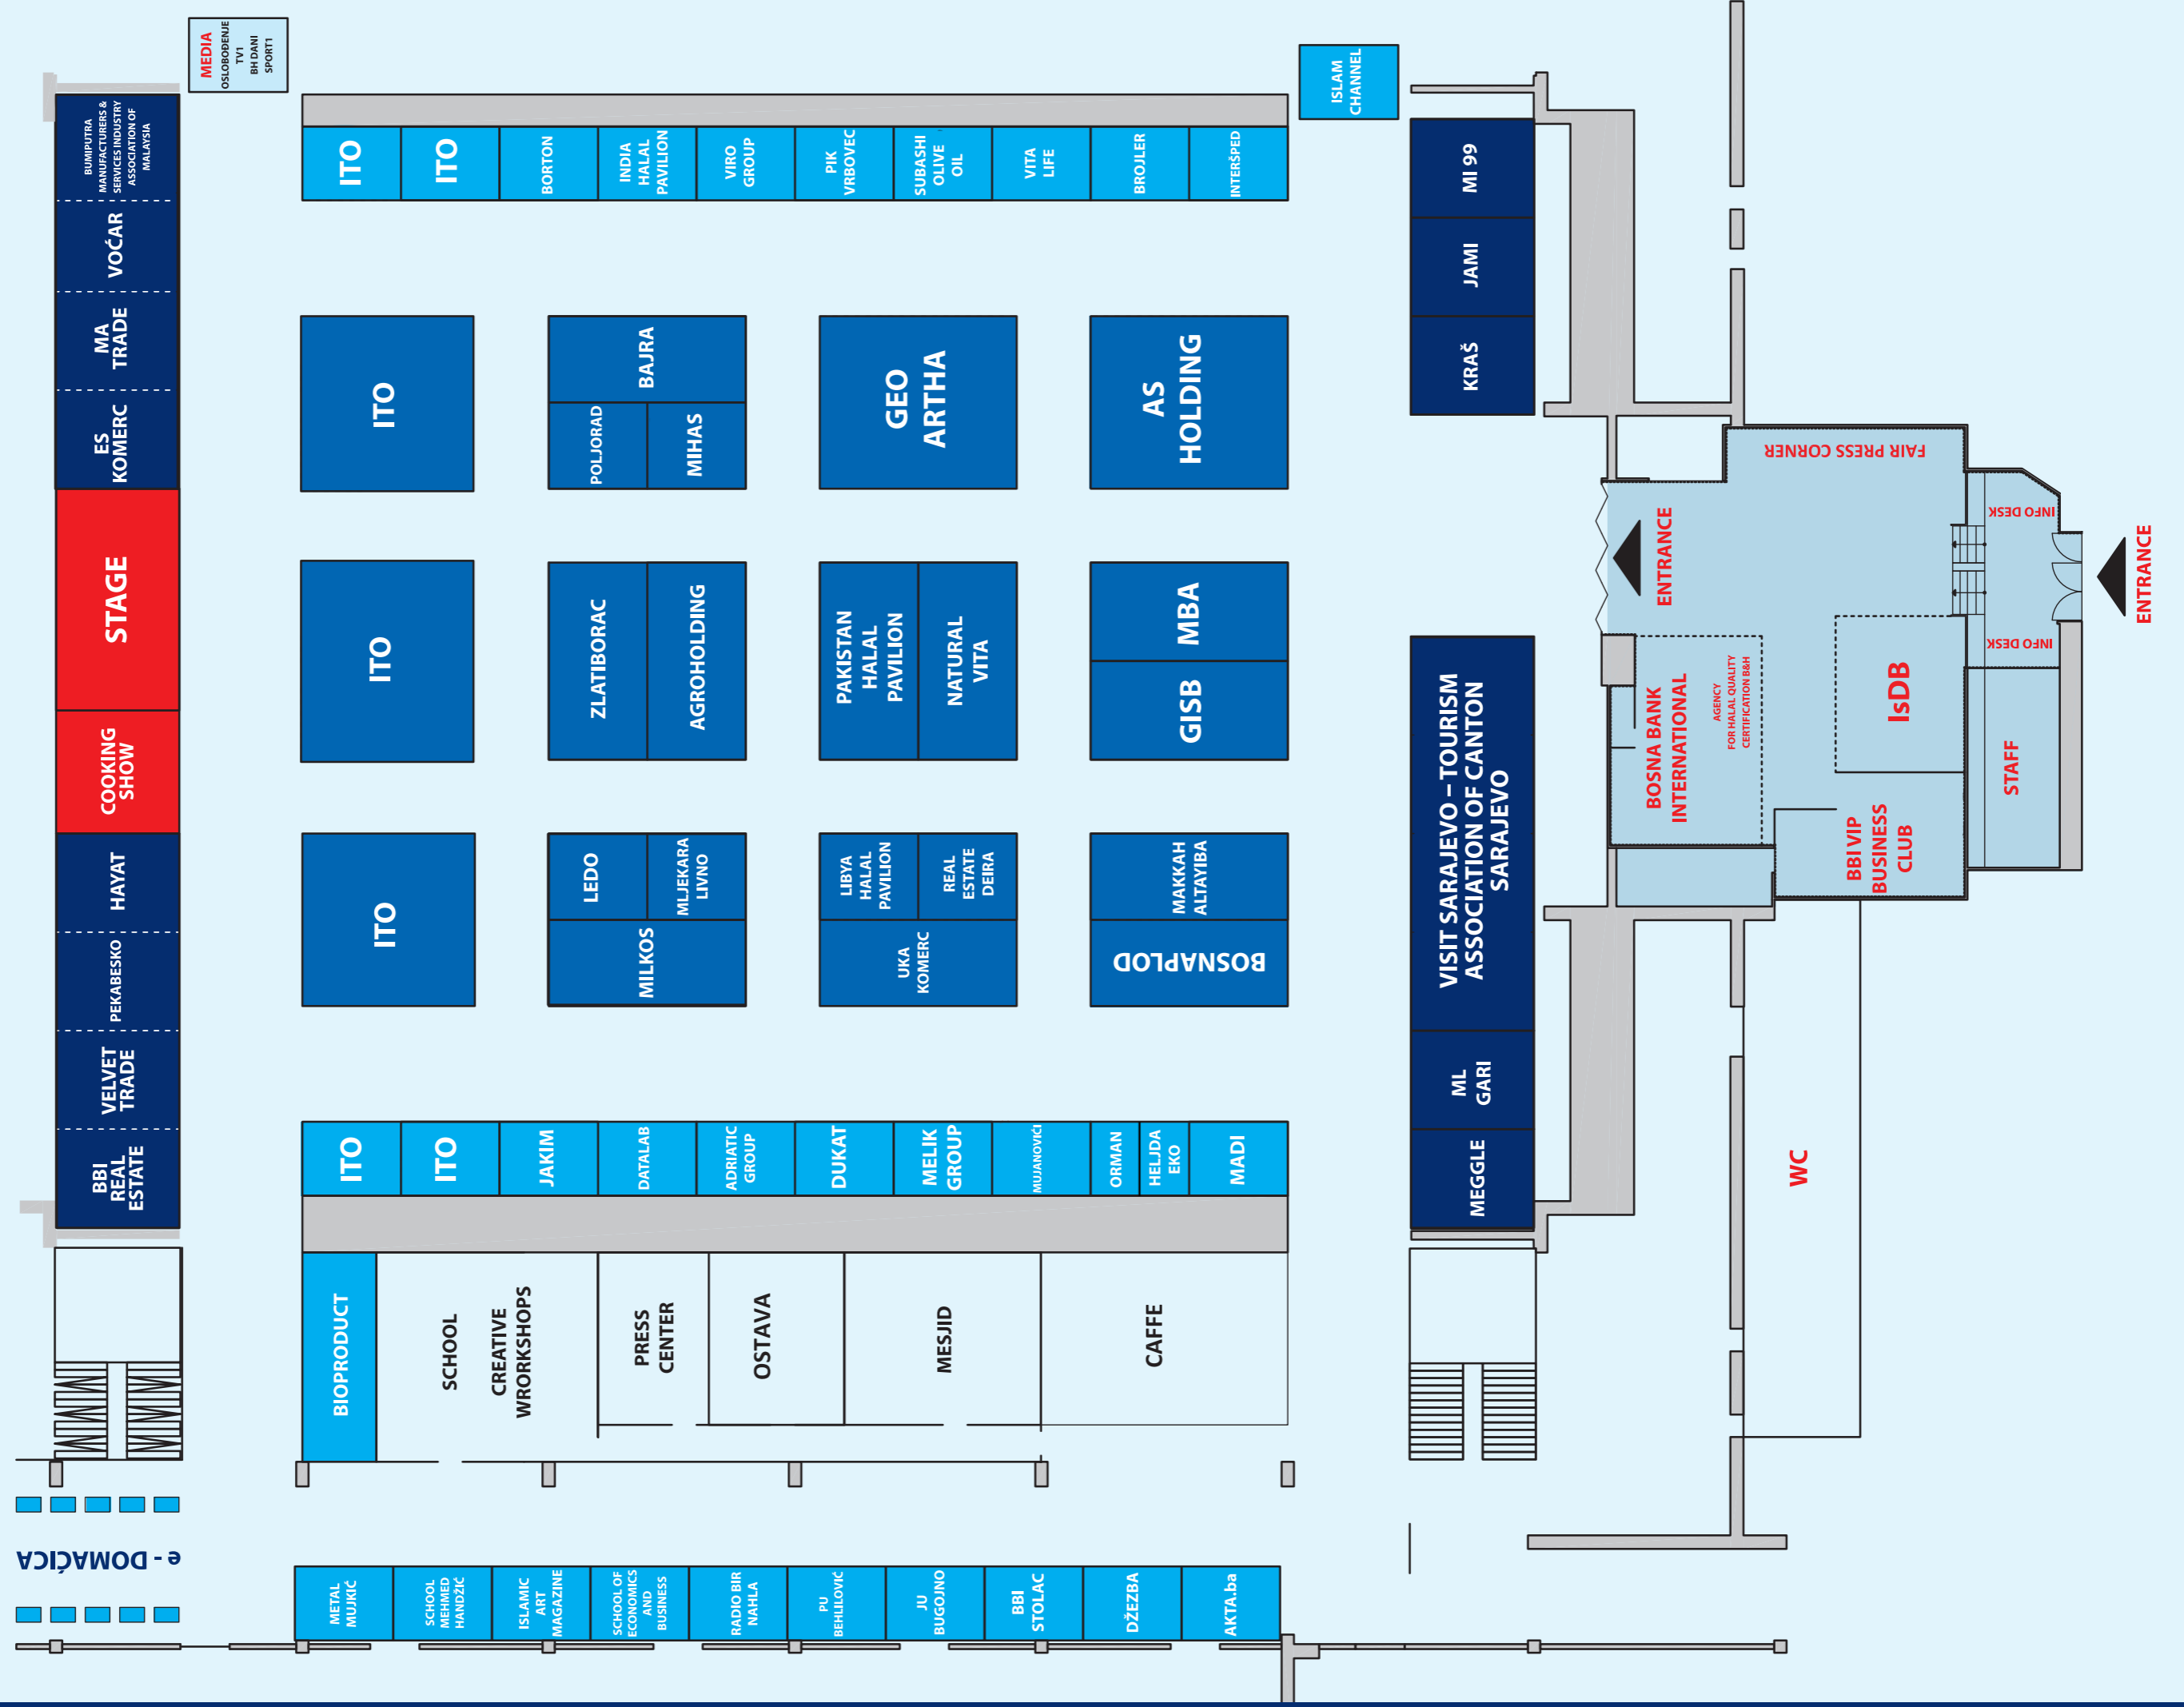 MEDIA
OSLOBOĐENJE
TV1
BH DANI
SPORT1
ISLAM
CHANNEL
BUMIPUTRA
MANUFACTURERS &
SERVICES INDUSTRY
ASSOCIATION OF
MALAYSIA
VOĆAR
MA
TRADE
ES
KOMERC
STAGE
COOKING
SHOW
HAYAT
PEKABESKO
VELVET
TRADE
BBI
REAL
ESTATE
ITO
ITO
BORTON
INDIA
HALAL
PAVILION
VIRO
GROUP
PIK
VRBOVEC
SUBASHI
OLIVE
OIL
VITA
LIFE
BROJLER
INTERŠPED
MI 99
JAMI
KRAŠ
ITO
BAJRA
POLJORAD
MIHAS
GEO
ARTHA
AS
HOLDING
ITO
ZLATIBORAC
AGROHOLDING
PAKISTAN
HALAL
PAVILION
NATURAL
VITA
MBA
GISB
ITO
LEDO
MLJEKARA
LIVNO
MILKOS
LIBYA
HALAL
PAVILION
REAL
ESTATE
DEIRA
UKA
KOMERC
MAKKAH
ALTAYIBA
BOSNAPLOD
VISIT SARAJEVO – TOURISM
ASSOCIATION OF CANTON
SARAJEVO
ML
GARI
MEGGLE
FAIR PRESS CORNER
INFO DESK
ENTRANCE
ENTRANCE
INFO DESK
BOSNA BANK
INTERNATIONAL
AGENCY
FOR HALAL QUALITY
CERTIFICATION B&H
IsDB
STAFF
BBI VIP
BUSINESS
CLUB
WC
ITO
ITO
JAKIM
DATALAB
ADRIATIC
GROUP
DUKAT
MELIK
GROUP
MUJANOVIĆI
ORMAN
HELJDA
EKO
MADI
BIOPRODUCT
SCHOOL
CREATIVE
WRORKSHOPS
PRESS
CENTER
OSTAVA
MESJID
CAFFE
e - DOMAĆICA
METAL
MUJKIĆ
SCHOOL
MEHMED
HANDŽIĆ
ISLAMIC
ART
MAGAZINE
SCHOOL OF
ECONOMICS
AND
BUSINESS
RADIO BIR
NAHLA
PU
BEHLILOVIĆ
JU
BUGOJNO
BBI
STOLAC
DŽEZBA
AKTA.ba